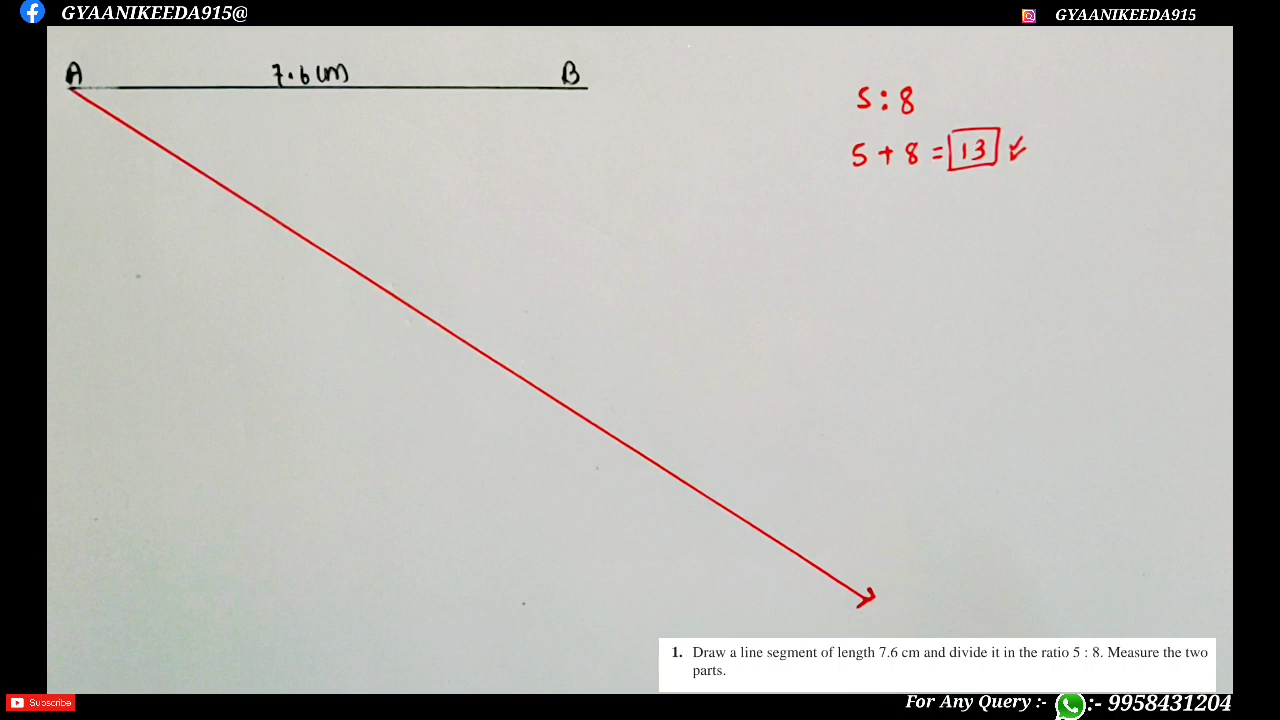 GYAANIKEEDA915@
GYAANIKEEDA915
A 7.6 cm B
5:8
5+8=13
1. Draw a line segment of length 7.6 cm and divide it in the ratio 5 : 8. Measure the two
parts.
Subscribe
For Any Query :- :- 9958431204